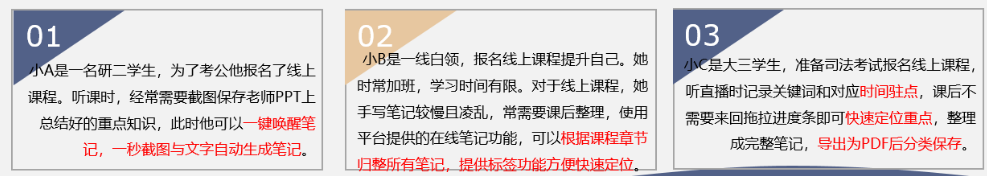 01
小A是一名研二学生，为了考公他报名了线上
课程。听课时，经常需要截图保存老师PPT上
总结好的重点知识，此时他可以一键唤醒笔
记，一秒截图与文字自动生成笔记。
02
小B是一线白领，报名线上课程提升自己。她
时常加班，学习时间有限。对于线上课程，她
手写笔记较慢且凌乱，常需要课后整理，使用
平台提供的在线笔记功能，可以根据课程章节
归整所有笔记，提供标签功能方便快速定位。
03
小C是大三学生，准备司法考试报名线上课程，
听直播时记录关键词和对应时间驻点，课后不
需要来回拖拉进度条即可快速定位重点，整理
成完整笔记，导出为PDF后分类保存。